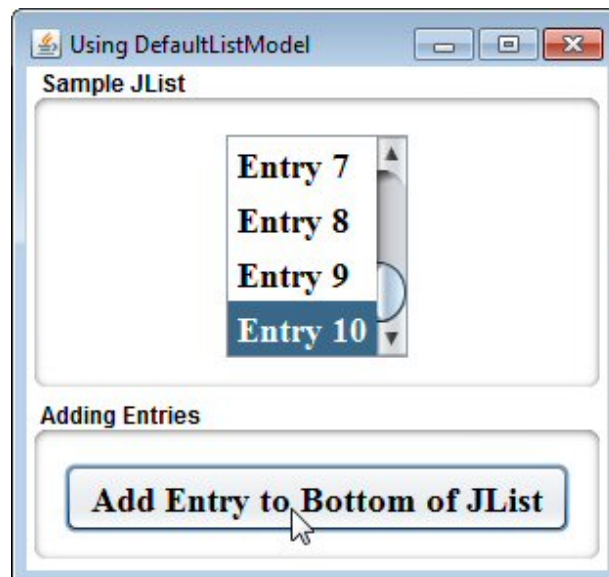 Using DefaultListModel
Sample JList
Entry 7
Entry 8
Entry 9
Entry 10
Adding Entries
Add Entry to Bottom of JList